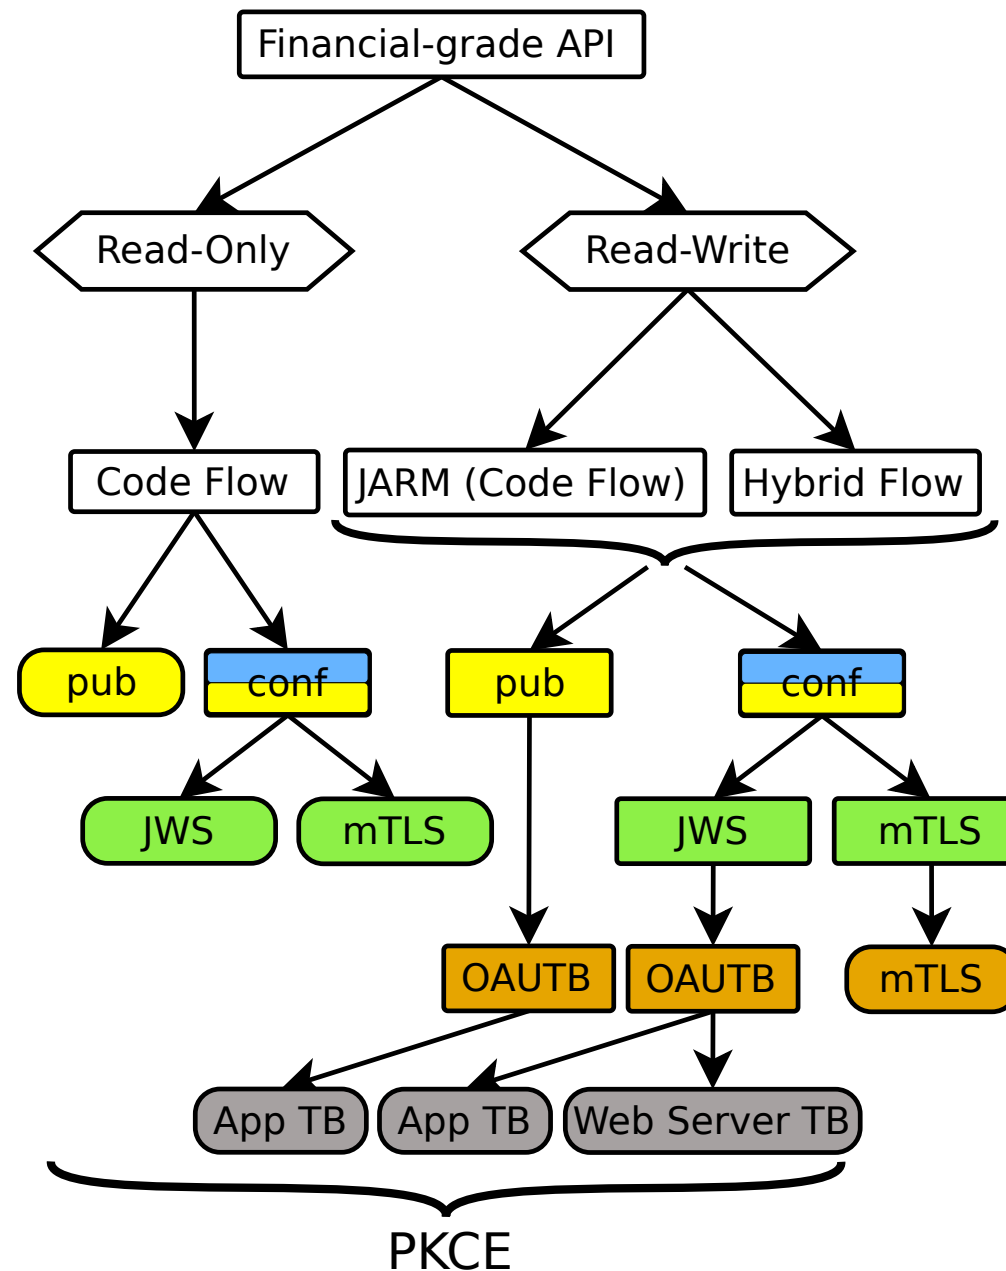 Financial-grade API
Read-Only
Read-Write
Code Flow
JARM (Code Flow)
Hybrid Flow
pub
conf
pub
conf
JWS
mTLS
JWS
mTLS
OAUTB
OAUTB
mTLS
App TB
App TB
Web Server TB
PKCE